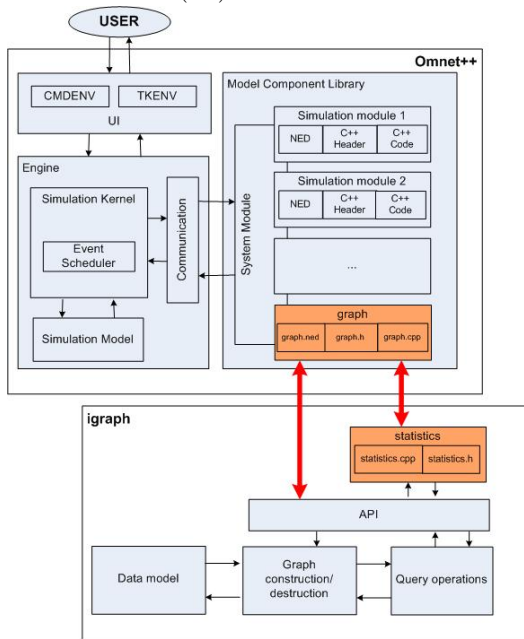 USER
Omnet++
CMDENV
TKENV
UI
Model Component Library
Simulation module 1
NED
C++
Header
C++
Code
Simulation module 2
NED
C++
Header
C++
Code
...
System Module
graph
graph.ned
graph.h
graph.cpp
Engine
Simulation Kernel
Event
Scheduler
Communication
Simulation Model
igraph
statistics
statistics.cpp
statistics.h
API
Data model
Graph
construction/
destruction
Query operations